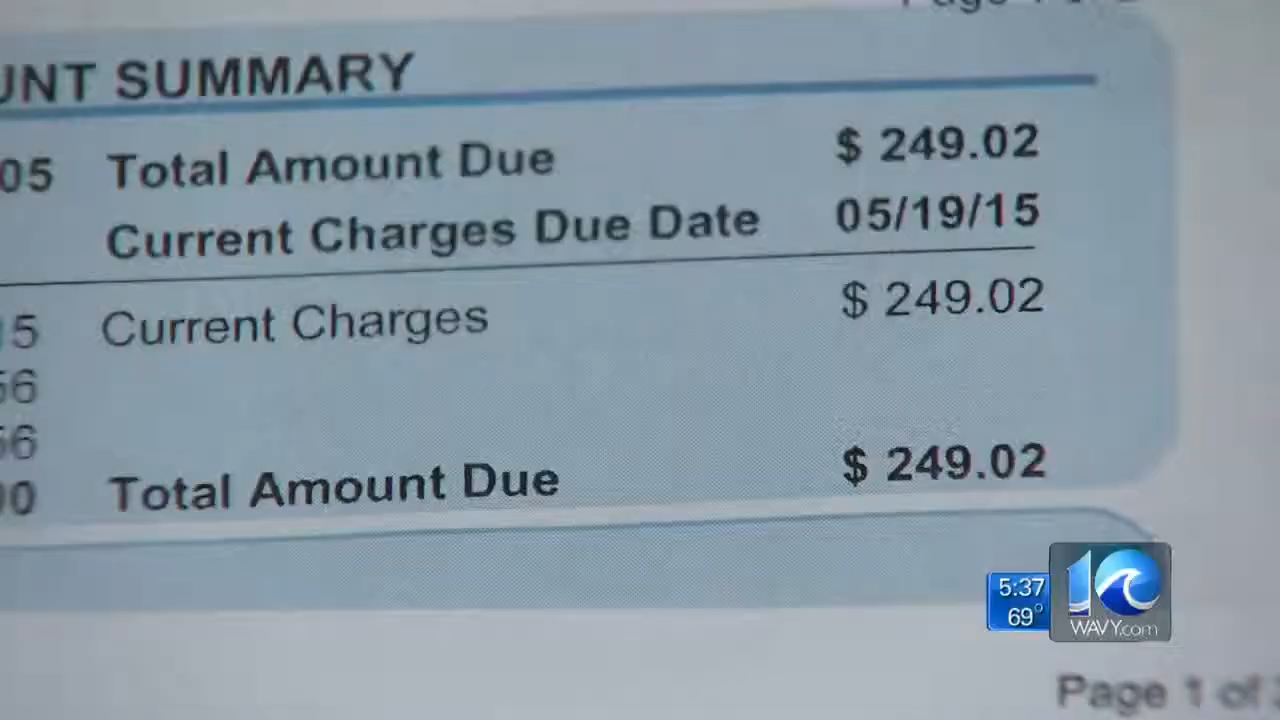 UNT SUMMARY
05 Total Amount Due $ 249.02
Current Charges Due Date 05/19/15
15 Current Charges $ 249.02
56
56
00 Total Amount Due $ 249.02
5:37
69°
10
WAVY.com
Page 1 of